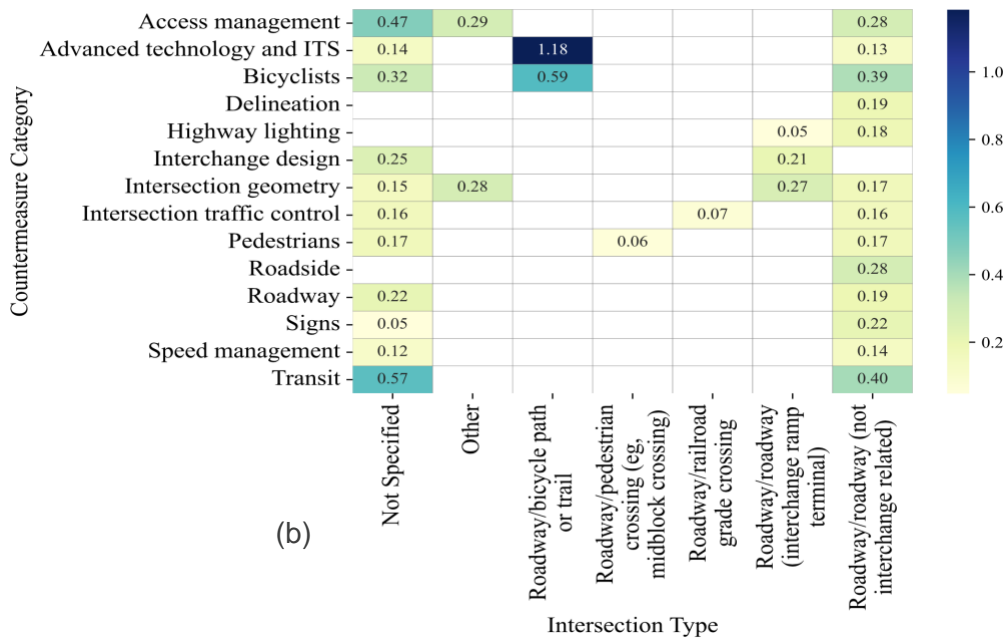 Countermeasure Category
Access management 0.47 0.29 0.28
Advanced technology and ITS 0.14 1.18 0.13
Bicyclists 0.32 0.59 0.39
Delineation 0.19
Highway lighting 0.05 0.18
Interchange design 0.25 0.21
Intersection geometry 0.15 0.28 0.27 0.17
Intersection traffic control 0.16 0.07 0.16
Pedestrians 0.17 0.06 0.17
Roadside 0.28
Roadway 0.22 0.19
Signs 0.05 0.22
Speed management 0.12 0.14
Transit 0.57 0.40
1.0
0.8
0.6
0.4
0.2
Not Specified
Other
Roadway/bicycle path
or trail
Roadway/pedestrian
crossing (eg,
midblock crossing)
Roadway/railroad
grade crossing
Roadway/roadway
(interchange ramp
terminal)
Roadway/roadway (not
interchange related)
(b)
Intersection Type